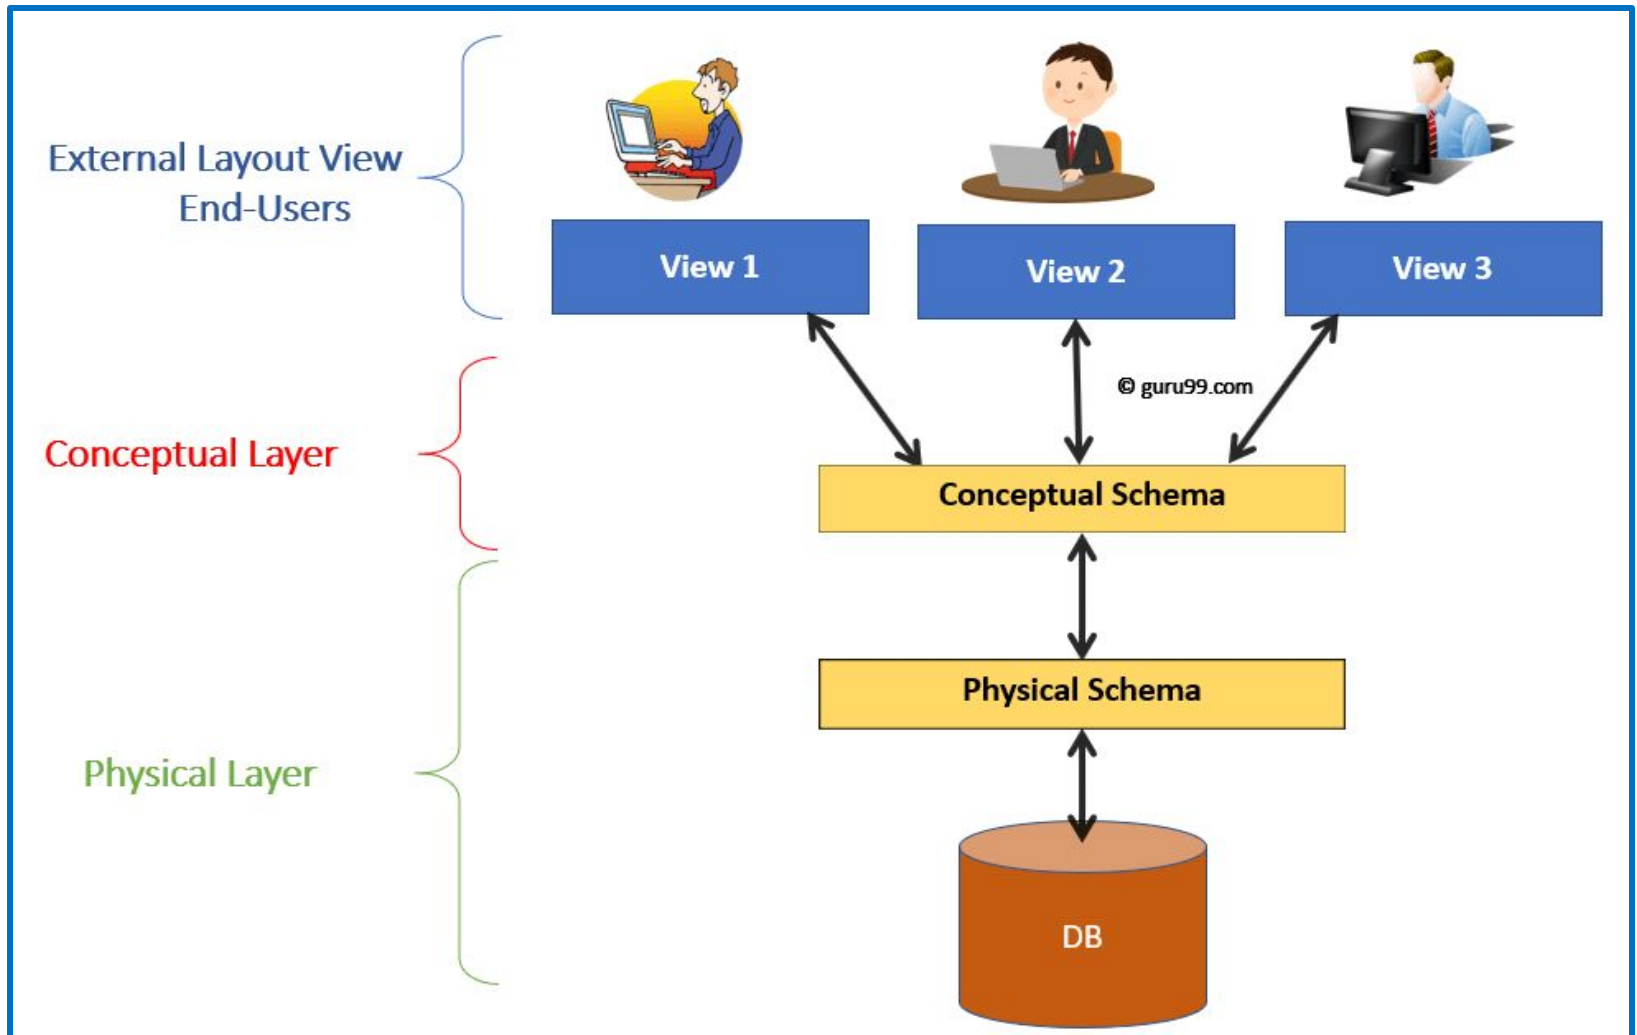 External Layout View
End-Users
View 1
View 2
View 3
© guru99.com
Conceptual Layer
Conceptual Schema
Physical Schema
Physical Layer
DB